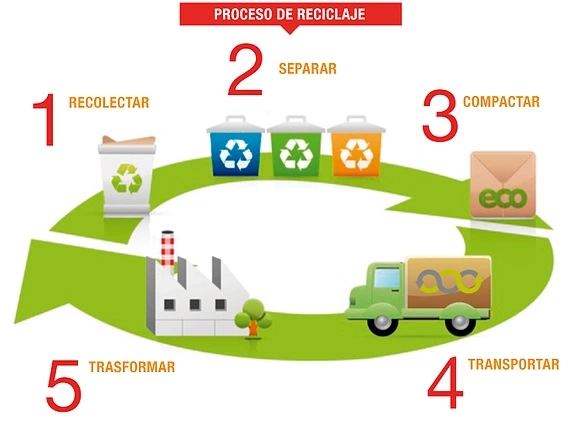 PROCESO DE RECICLAJE
1 RECOLECTAR
2 SEPARAR
3 COMPACTAR
eco
4 TRANSPORTAR
5 TRASFORMAR